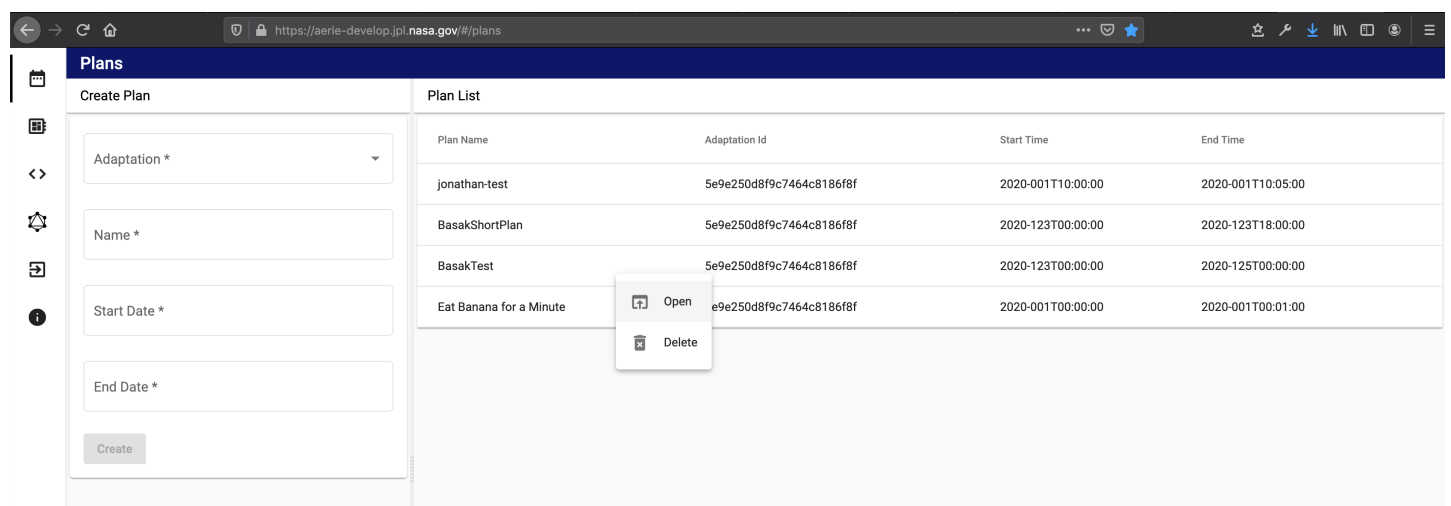 https://aerie-develop.jpl.nasa.gov/#/plans
Plans
Create Plan
Adaptation *
Name *
Start Date *
End Date *
Create
Plan List
Plan Name Adaptation Id Start Time End Time
jonathan-test 5e9e250d8f9c7464c8186f8f 2020-001T10:00:00 2020-001T10:05:00
BasakShortPlan 5e9e250d8f9c7464c8186f8f 2020-123T00:00:00 2020-123T18:00:00
BasakTest 5e9e250d8f9c7464c8186f8f 2020-123T00:00:00 2020-125T00:00:00
Eat Banana for a Minute e9e250d8f9c7464c8186f8f 2020-001T00:00:00 2020-001T00:01:00
Open
Delete